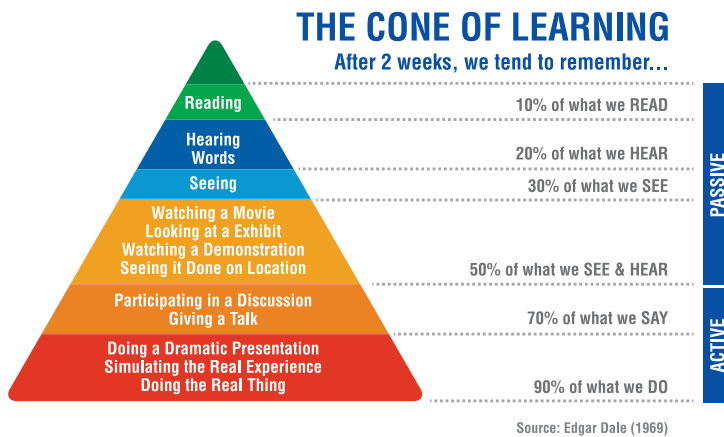 THE CONE OF LEARNING
After 2 weeks, we tend to remember...
Reading
10% of what we READ
Hearing
Words
20% of what we HEAR
Seeing
30% of what we SEE
Watching a Movie
Looking at a Exhibit
Watching a Demonstration
Seeing it Done on Location
50% of what we SEE & HEAR
PASSIVE
Participating in a Discussion
Giving a Talk
70% of what we SAY
Doing a Dramatic Presentation
Simulating the Real Experience
Doing the Real Thing
90% of what we DO
ACTIVE
Source: Edgar Dale (1969)